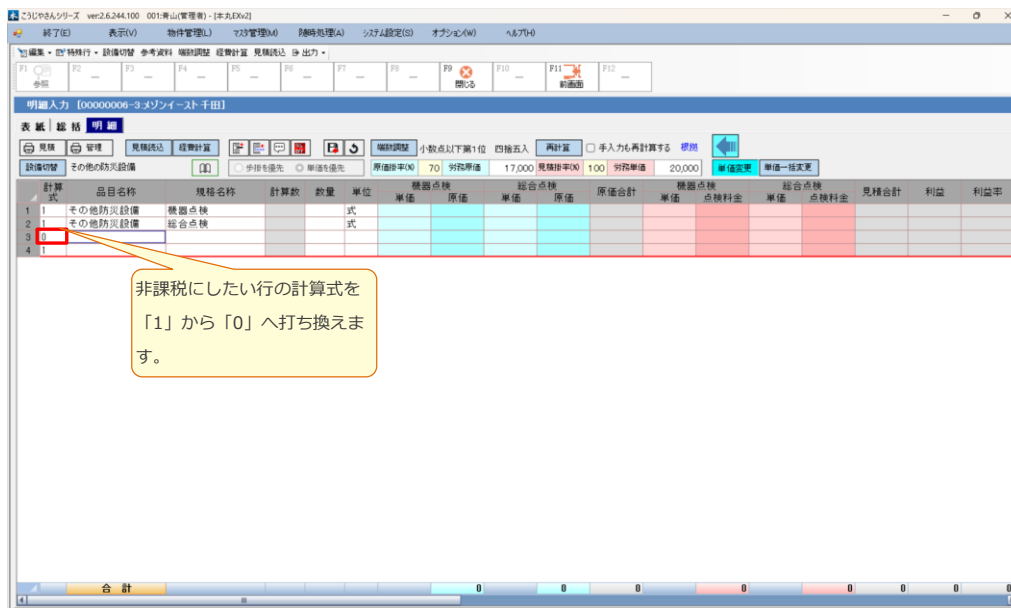 こうじやさんシリーズ ver:2.6.244.100 001:青山(管理者) - [本丸EXv2]
終了(E) 表示(V) 物件管理(L) マスタ管理(M) 随時処理(A) システム設定(S) オプション(W) ヘルプ(H)
編集 特殊行 設備切替 参考資料 端数調整 経費計算 見積読込 出力
F1 F2 F3 F4 F5 F6 F7 F8 F9 F10 F11 F12
参照 閉じる 前画面
明細入力 [00000006-3:メゾンイースト千田]
表 紙 総 括 明 細
見積 管理 見積読込 経費計算 端数調整 小数点以下第1位 四捨五入 再計算 手入力も再計算する 根拠
設備切替 その他の防災設備 歩掛を優先 単価を優先 原価掛率(%) 70 労務原価 17,000 見積掛率(%) 100 労務単価 20,000 単価変更 単価一括変更
計算式 品目名称 規格名称 計算数 数量 単位 機器点検 総合点検 原価合計 機器点検 総合点検 見積合計 利益 利益率
単価 原価 単価 原価 単価 点検料金 単価 点検料金
1 1 その他防災設備 機器点検 式
2 1 その他防災設備 総合点検 式
3 0
4 1
非課税にしたい行の計算式を
「1」から「0」へ打ち換えま
す。
合 計 0 0 0 0 0 0 0 0